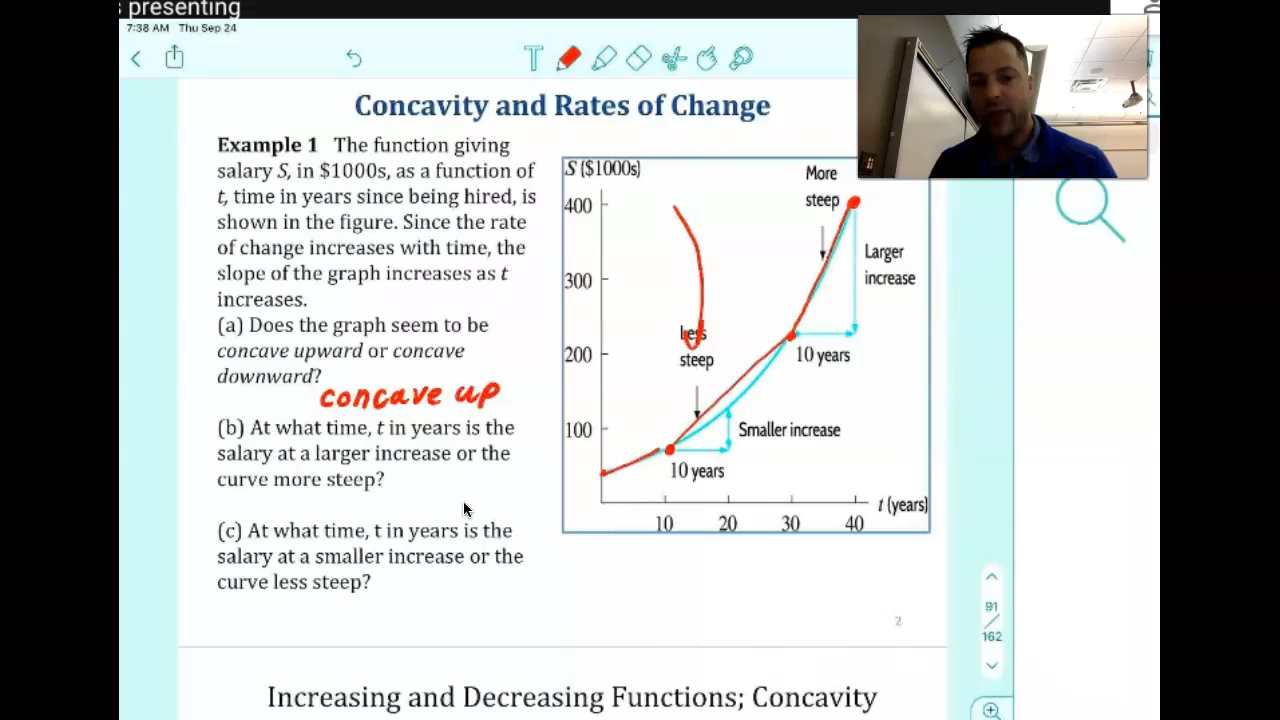 s presenting
7:38 AM Thu Sep 24
T
Concavity and Rates of Change
Example 1 The function giving
salary S, in $1000s, as a function of
t, time in years since being hired, is
shown in the figure. Since the rate
of change increases with time, the
slope of the graph increases as t
increases.
(a) Does the graph seem to be
concave upward or concave
downward?
concave up
(b) At what time, t in years is the
salary at a larger increase or the
curve more steep?
(c) At what time, t in years is the
salary at a smaller increase or the
curve less steep?
S ($1000s)
400
300
200
100
More
steep
Larger
increase
Less
steep
10 years
Smaller increase
10 years
t (years)
10 20 30 40
2
91
/
162
Increasing and Decreasing Functions; Concavity